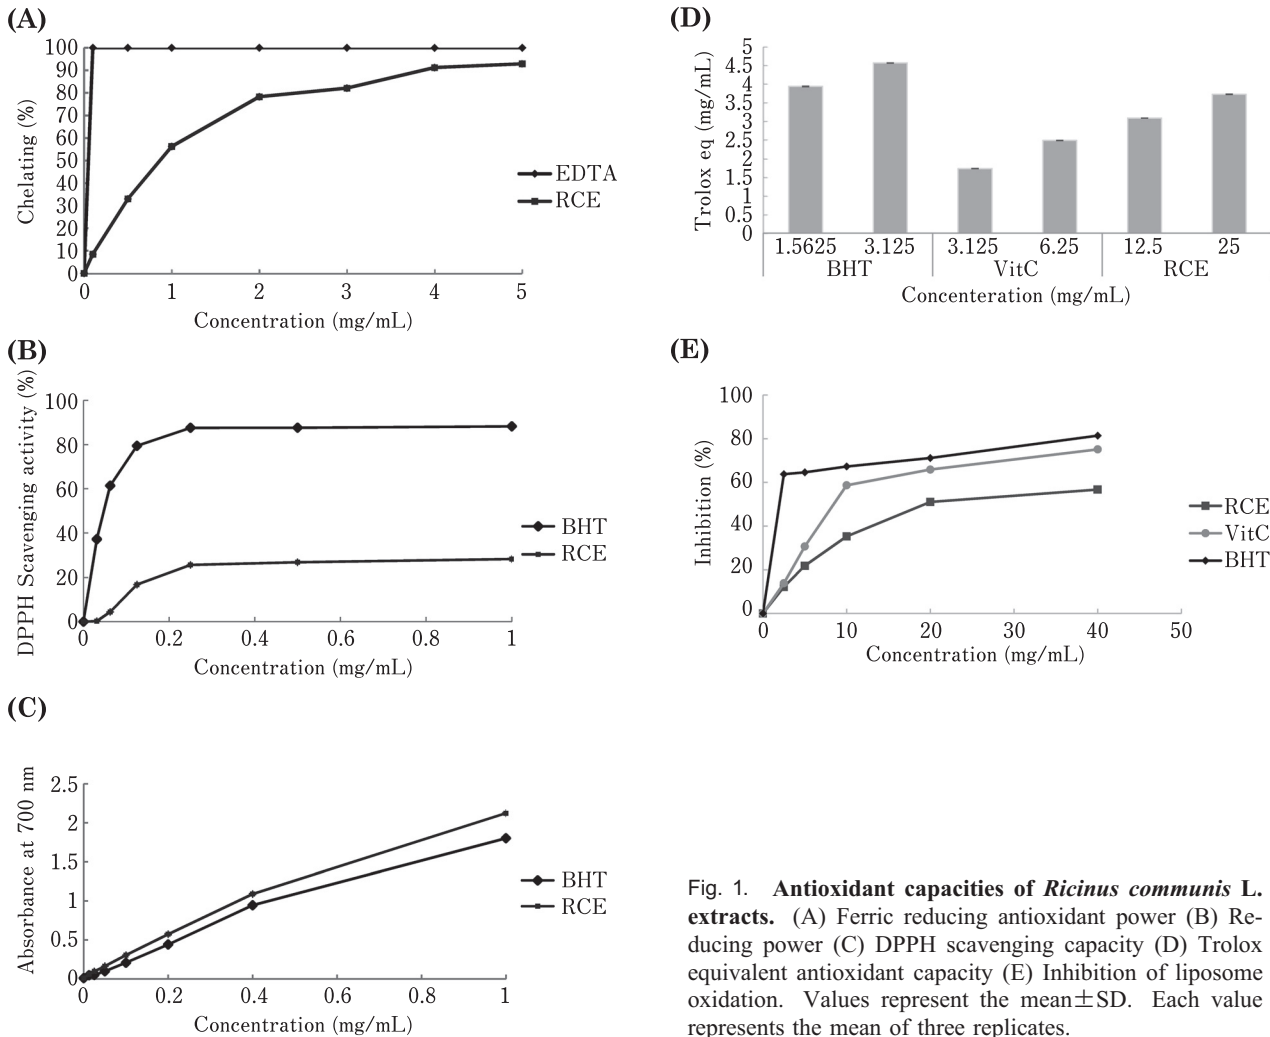 (A)
Chelating (%)
100
90
80
70
60
50
40
30
20
10
0
0 1 2 3 4 5
Concentration (mg/mL)
EDTA
RCE
(B)
DPPH Scavenging activity (%)
100
80
60
40
20
0
0 0.2 0.4 0.6 0.8 1
Concentration (mg/mL)
BHT
RCE
(C)
Absorbance at 700 nm
2.5
2
1.5
1
0.5
0
0 0.2 0.4 0.6 0.8 1
Concentration (mg/mL)
BHT
RCE
(D)
Trolox eq (mg/mL)
5
4.5
4
3.5
3
2.5
2
1.5
1
0.5
0
1.5625 3.125 3.125 6.25 12.5 25
BHT VitC RCE
Concenteration (mg/mL)
(E)
Inhibition (%)
100
80
60
40
20
0
0 10 20 30 40 50
Concentration (mg/mL)
RCE
VitC
BHT
Fig. 1. Antioxidant capacities of Ricinus communis L.
extracts. (A) Ferric reducing antioxidant power (B) Re-
ducing power (C) DPPH scavenging capacity (D) Trolox
equivalent antioxidant capacity (E) Inhibition of liposome
oxidation. Values represent the mean±SD. Each value
represents the mean of three replicates.